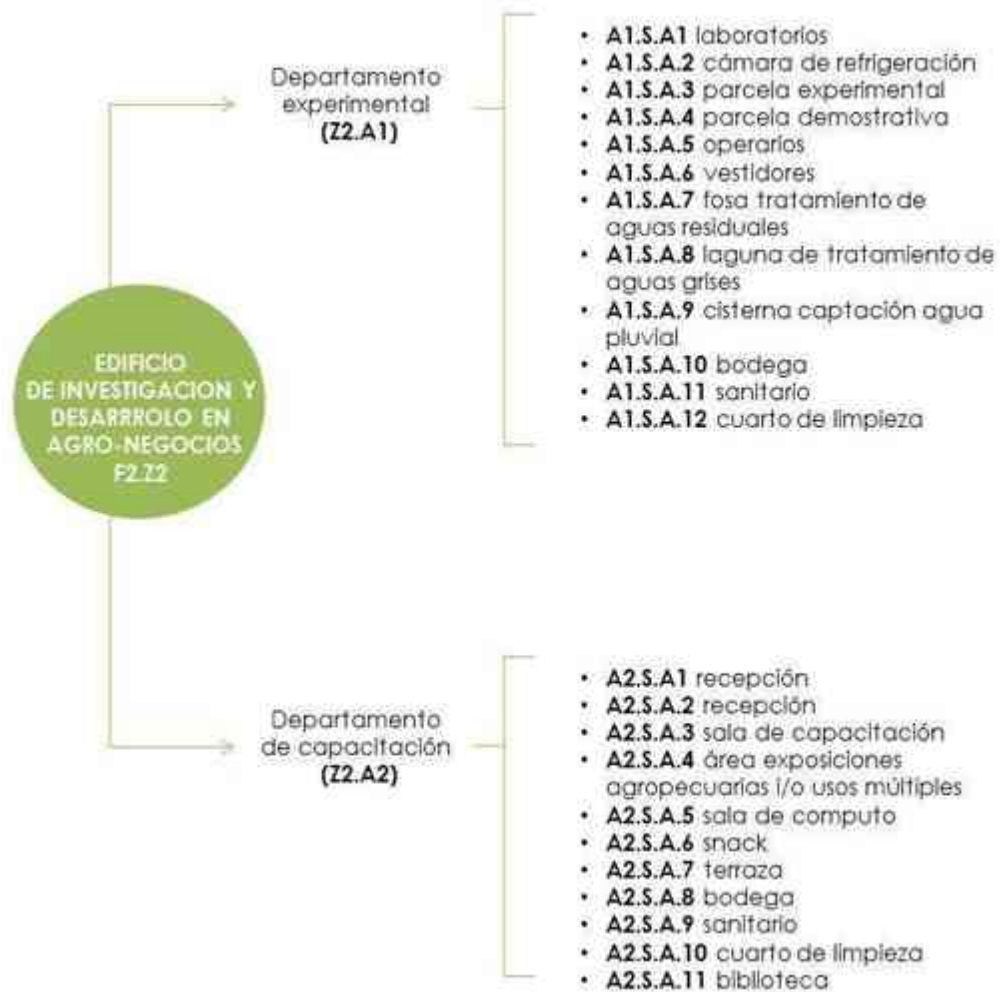 Departamento
experimental
(Z2.A1)
• A1.S.A1 laboratorios
• A1.S.A.2 cámara de refrigeración
• A1.S.A.3 parcela experimental
• A1.S.A.4 parcela demostrativa
• A1.S.A.5 operarios
• A1.S.A.6 vestidores
• A1.S.A.7 fosa tratamiento de
aguas residuales
• A1.S.A.8 laguna de tratamiento de
aguas grises
• A1.S.A.9 cisterna captación agua
pluvial
• A1.S.A.10 bodega
• A1.S.A.11 sanitario
• A1.S.A.12 cuarto de limpieza
EDIFICIO
DE INVESTIGACION Y
DESARRROLO EN
AGRO-NEGOCIOS
F2.Z2
Departamento
de capacitación
(Z2.A2)
• A2.S.A1 recepción
• A2.S.A.2 recepción
• A2.S.A.3 sala de capacitación
• A2.S.A.4 área exposiciones
agropecuarias i/o usos múltiples
• A2.S.A.5 sala de computo
• A2.S.A.6 snack
• A2.S.A.7 terraza
• A2.S.A.8 bodega
• A2.S.A.9 sanitario
• A2.S.A.10 cuarto de limpieza
• A2.S.A.11 biblioteca